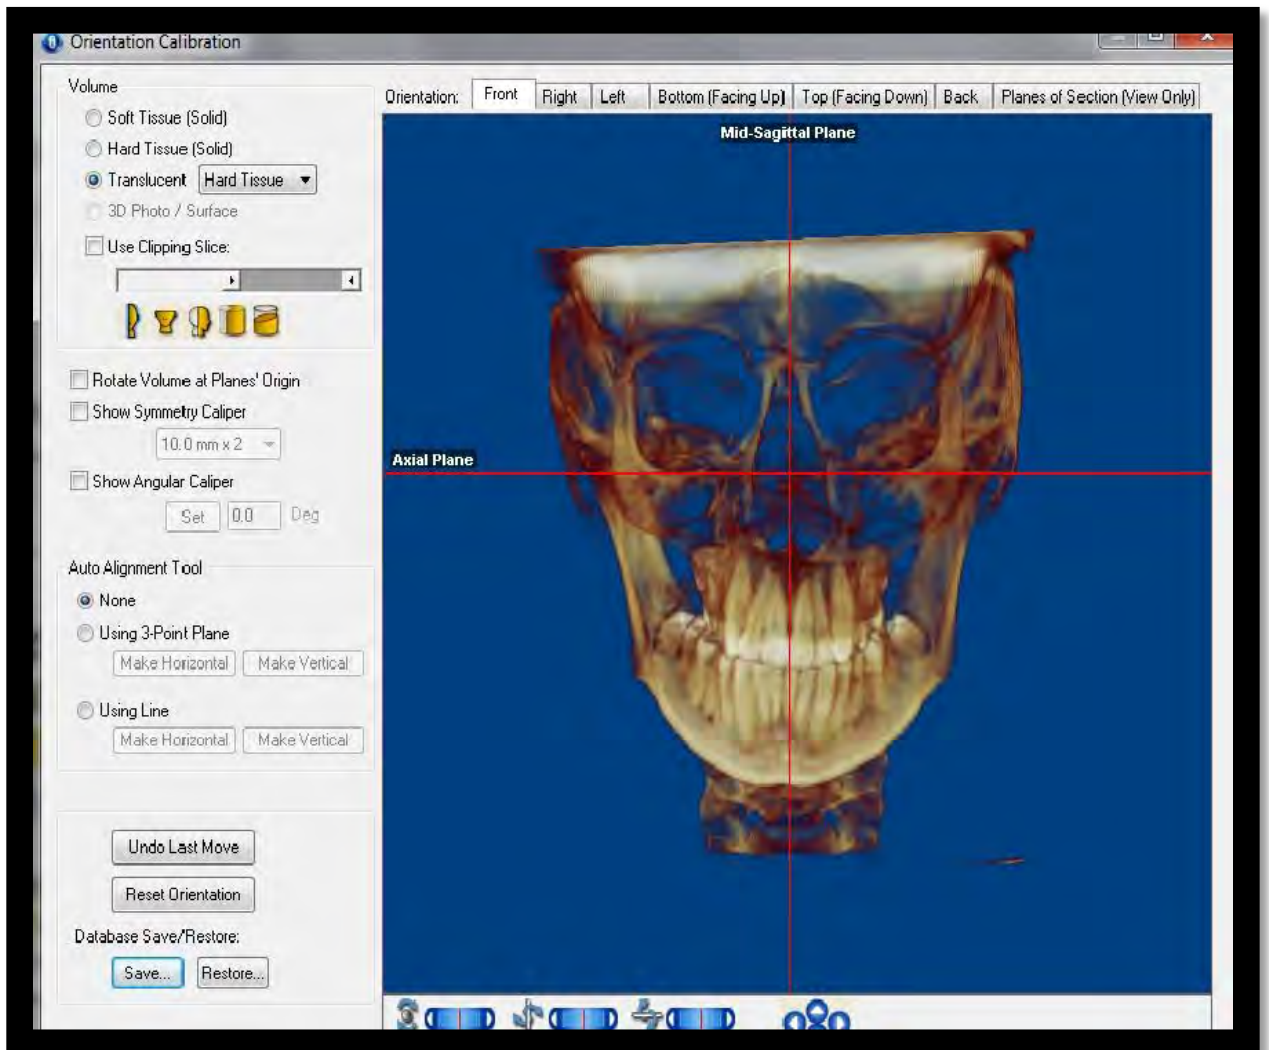 Orientation Calibration
Volume
Soft Tissue (Solid)
Hard Tissue (Solid)
Translucent Hard Tissue
3D Photo / Surface
Use Clipping Slice:
Rotate Volume at Planes' Origin
Show Symmetry Caliper
10.0 mm x 2
Show Angular Caliper
Set 0.0 Deg
Auto Alignment Tool
None
Using 3-Point Plane
Make Horizontal Make Vertical
Using Line
Make Horizontal Make Vertical
Undo Last Move
Reset Orientation
Database Save/Restore:
Save... Restore...
Orientation: Front Right Left Bottom (Facing Up) Top (Facing Down) Back Planes of Section (View Only)
Mid-Sagittal Plane
Axial Plane